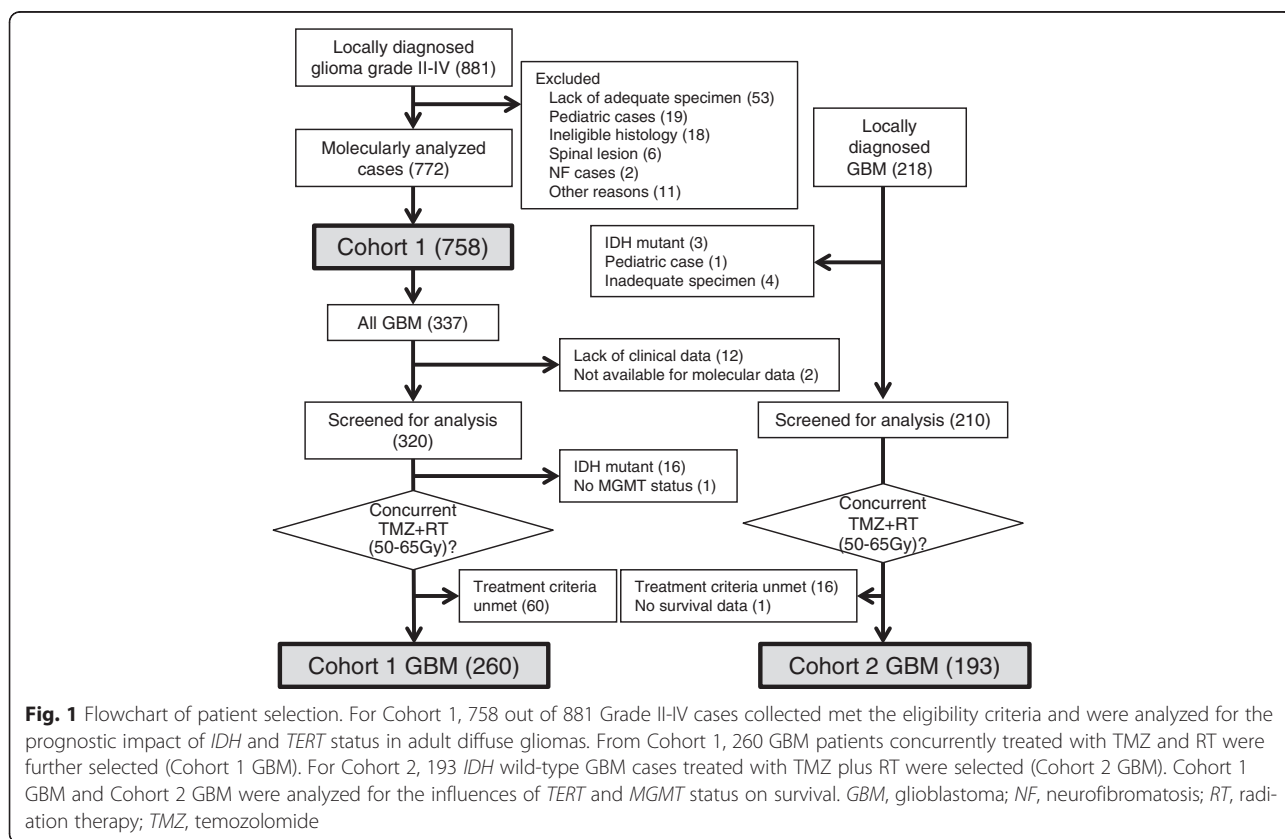 Locally diagnosed
glioma grade II-IV (881)
Excluded
Lack of adequate specimen (53)
Pediatric cases (19)
Ineligible histology (18)
Spinal lesion (6)
NF cases (2)
Other reasons (11)
Molecularly analyzed
cases (772)
Cohort 1 (758)
All GBM (337)
Lack of clinical data (12)
Not available for molecular data (2)
Screened for analysis
(320)
IDH mutant (16)
No MGMT status (1)
Concurrent
TMZ+RT
(50-65Gy)?
Treatment criteria
unmet (60)
Cohort 1 GBM (260)
Locally
diagnosed
GBM (218)
IDH mutant (3)
Pediatric case (1)
Inadequate specimen (4)
Screened for analysis (210)
Concurrent
TMZ+RT
(50-65Gy)?
Treatment criteria unmet (16)
No survival data (1)
Cohort 2 GBM (193)
Fig. 1 Flowchart of patient selection. For Cohort 1, 758 out of 881 Grade II-IV cases collected met the eligibility criteria and were analyzed for the
prognostic impact of IDH and TERT status in adult diffuse gliomas. From Cohort 1, 260 GBM patients concurrently treated with TMZ and RT were
further selected (Cohort 1 GBM). For Cohort 2, 193 IDH wild-type GBM cases treated with TMZ plus RT were selected (Cohort 2 GBM). Cohort 1
GBM and Cohort 2 GBM were analyzed for the influences of TERT and MGMT status on survival. GBM, glioblastoma; NF, neurofibromatosis; RT, radi-
ation therapy; TMZ, temozolomide